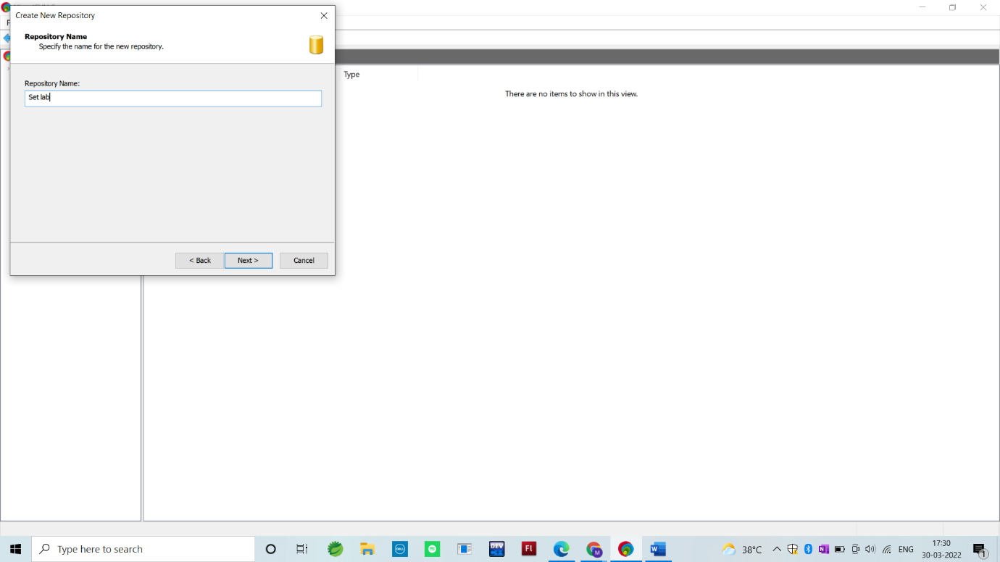 Create New Repository
Repository Name
Specify the name for the new repository.
Repository Name:
Set lab
< Back
Next >
Cancel
Type
There are no items to show in this view.
Type here to search
DELL
DEV
Fl
M
W
38°C
N
ENG
17:30
30-03-2022
1